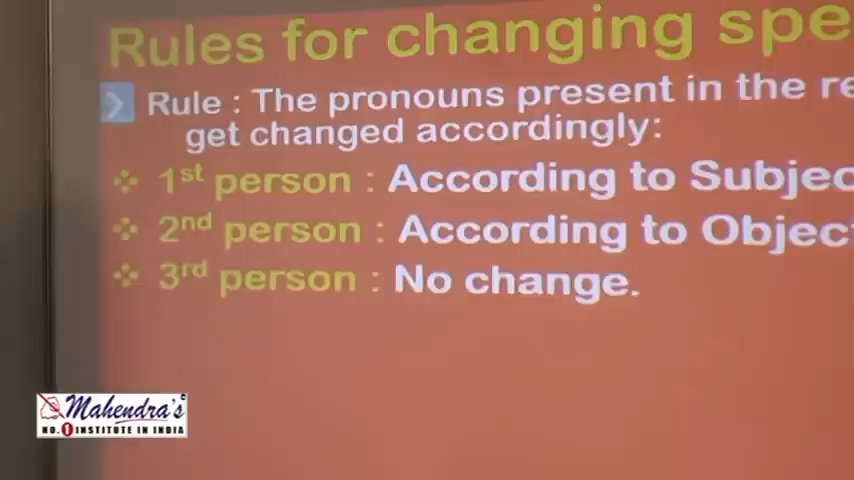 Rules for changing spe
Rule : The pronouns present in the re
get changed accordingly:
1st person : According to Subjec
2nd person : According to Object
3rd person : No change.
Mahendra's
NO. 1 INSTITUTE IN INDIA